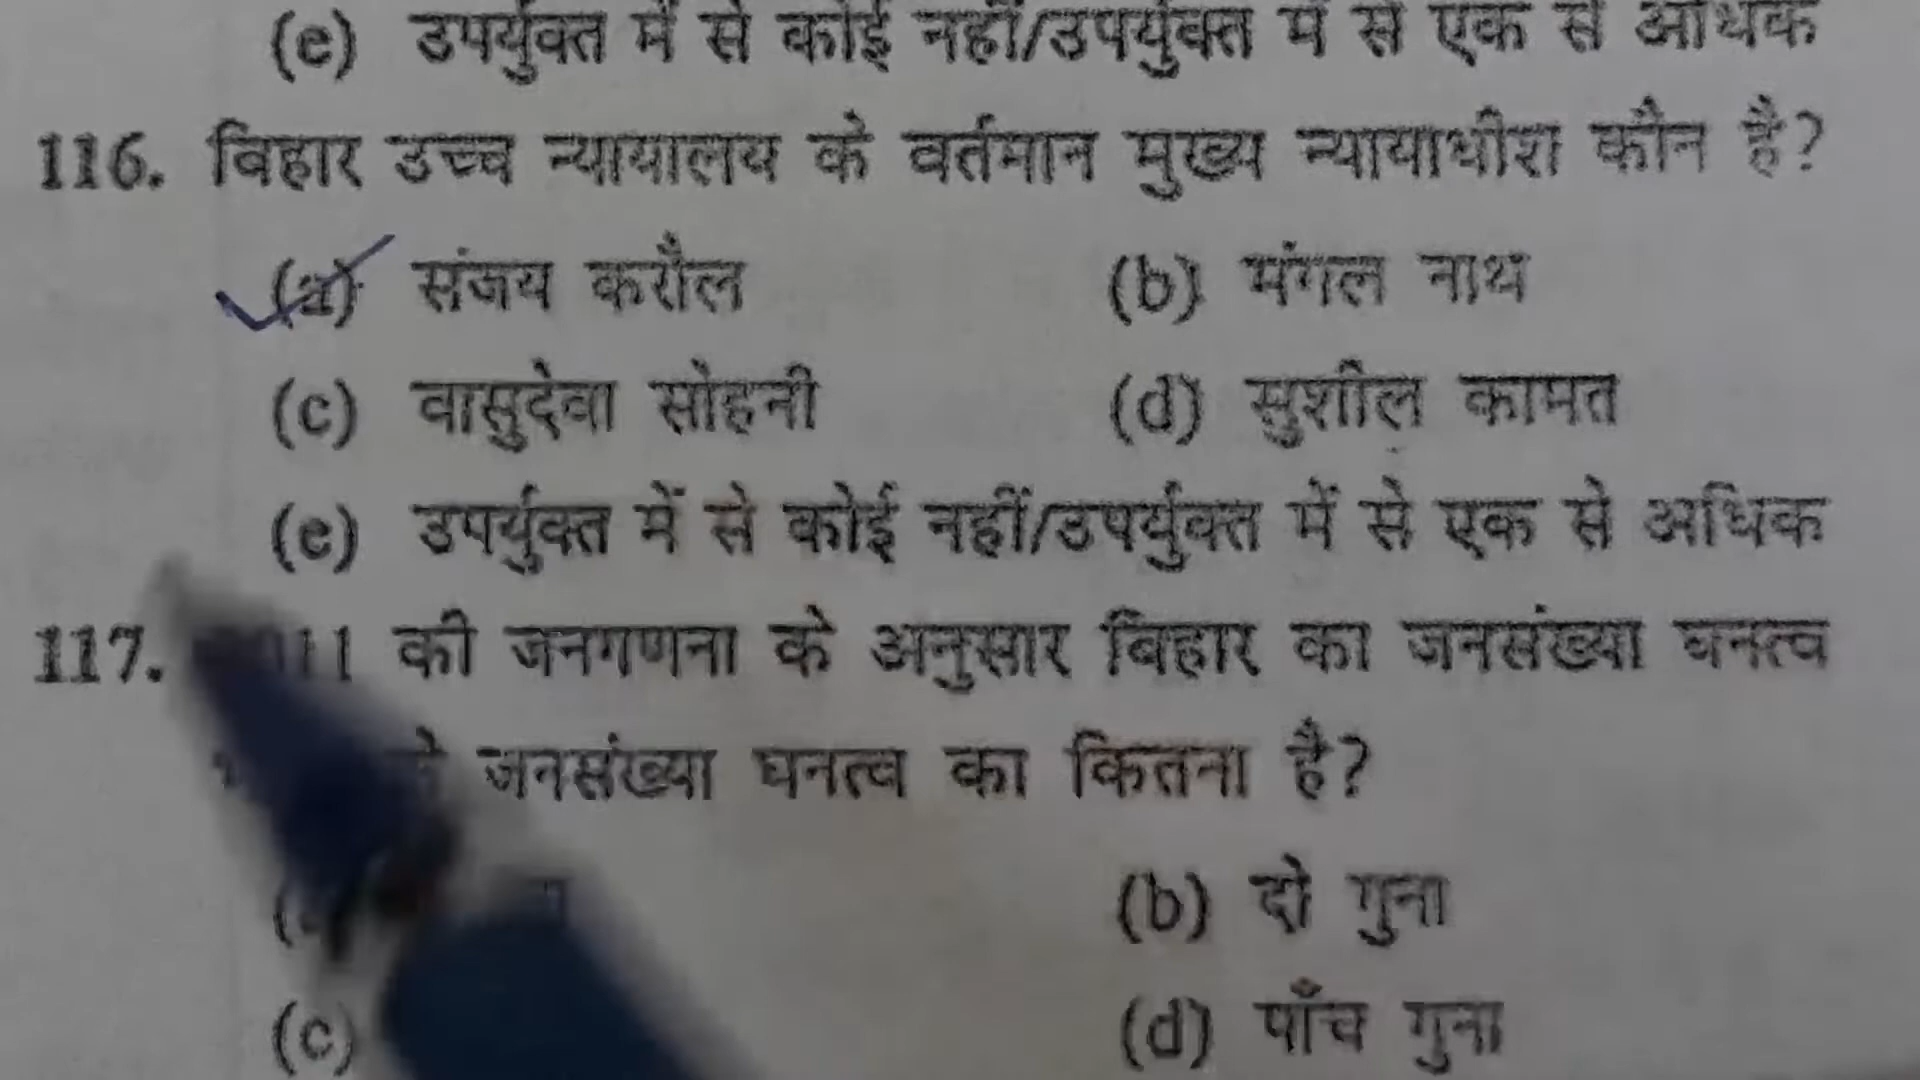 (e) उपर्युक्त में से कोई नहीं/उपर्युक्त में से एक से अधिक
116. बिहार उच्च न्यायालय के वर्तमान मुख्य न्यायाधीश कौन है?
(a) संजय करौल (b) मंगल नाथ
(c) वासुदेवा सोहनी (d) सुशील कामत
(e) उपर्युक्त में से कोई नहीं/उपर्युक्त में से एक से अधिक
117. की जनगणना के अनुसार बिहार का जनसंख्या घनत्व
जनसंख्या घनत्व का कितना है?
(b) दो गुना
(c) (d) पाँच गुना